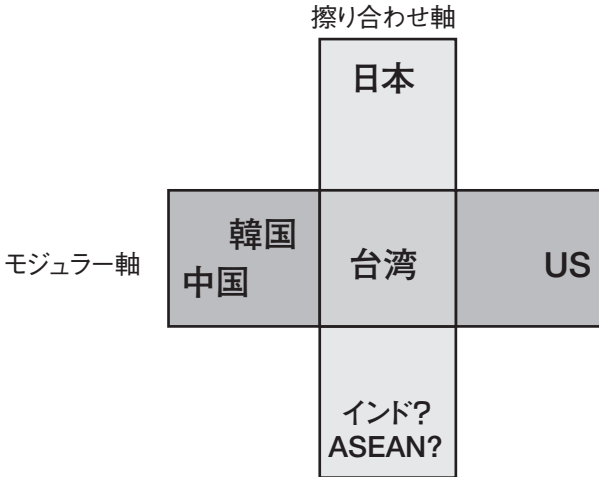 擦り合わせ軸
日本
韓国
モジュラー軸
中国
台湾
US
インド?
ASEAN?